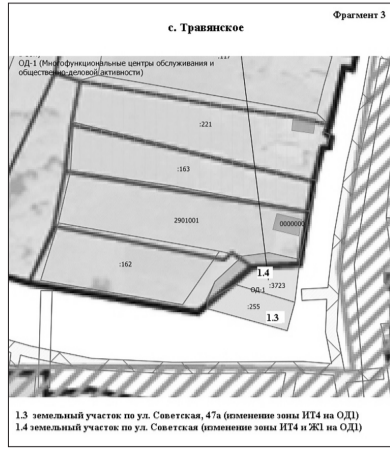 Фрагмент 3
с. Травянское
:117
ОД-1 (Многофункциональные центры обслуживания и
общественно-деловой активности)
:221
:163
2901001
0000000
:162
1.4
ОД-1
:3723
:255
1.3
1.3 земельный участок по ул. Советская, 47а (изменение зоны ИТ4 на ОД1)
1.4 земельный участок по ул. Советская (изменение зоны ИТ4 и Ж1 на ОД1)